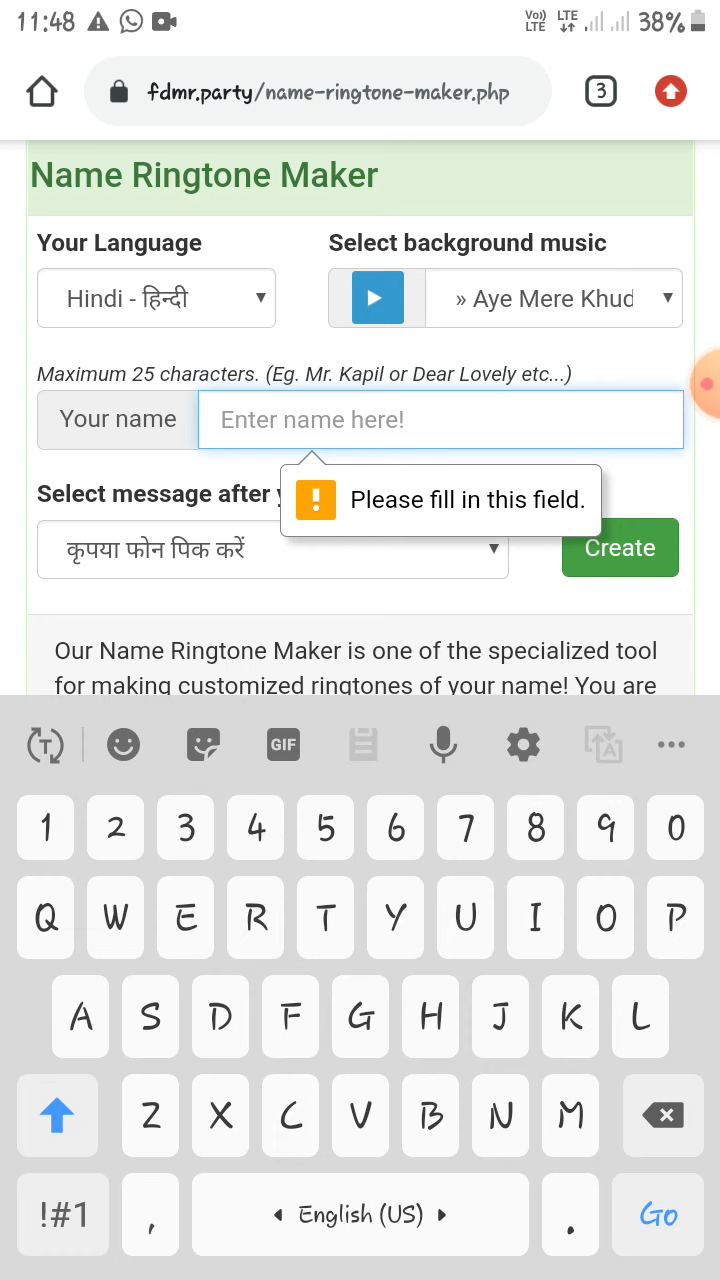 11:48
Vo)) LTE LTE 38%
fdmr.party/name-ringtone-maker.php
3
Name Ringtone Maker
Your Language
Select background music
Hindi - हिन्दी
» Aye Mere Khud
Maximum 25 characters. (Eg. Mr. Kapil or Dear Lovely etc...)
Your name
Enter name here!
Please fill in this field.
Select message after y
कृपया फोन पिक करें
Create
Our Name Ringtone Maker is one of the specialized tool
for making customized ringtones of your name! You are
T GIF A
1 2 3 4 5 6 7 8 9 0
Q W E R T Y U I O P
A S D F G H J K L
Z X C V B N M
!#1 , English (US) . Go